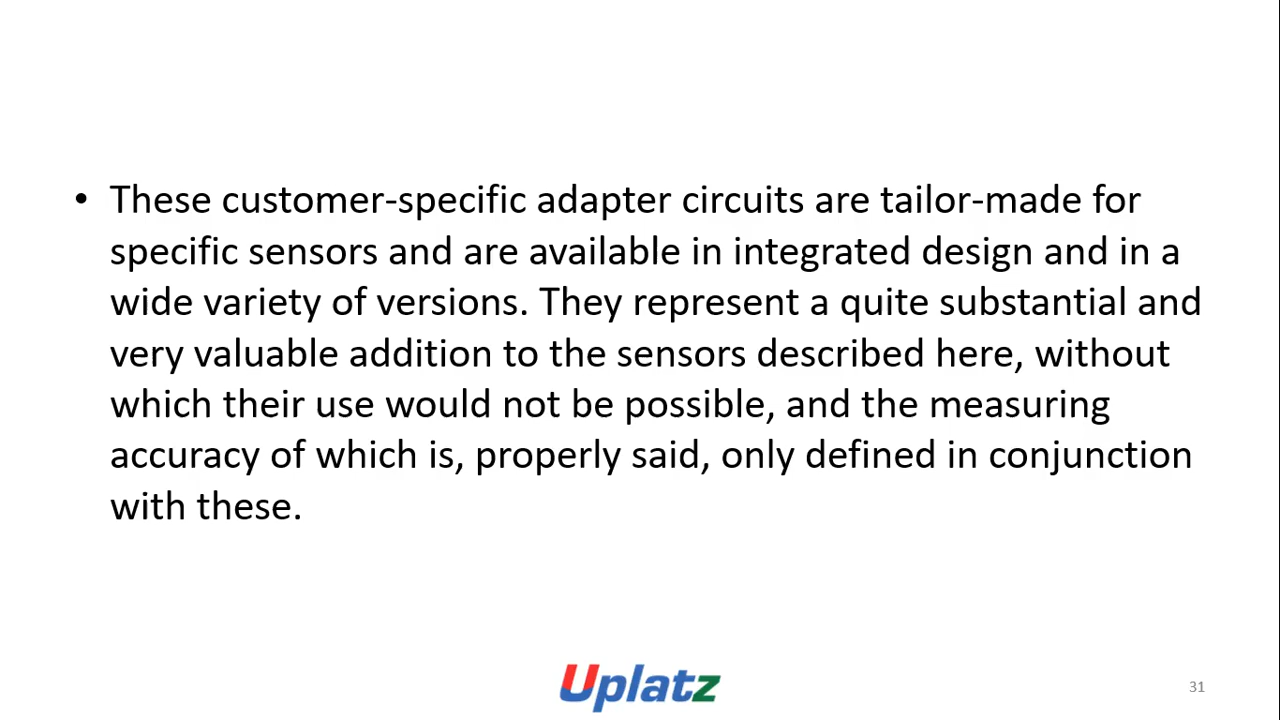 • These customer-specific adapter circuits are tailor-made for
specific sensors and are available in integrated design and in a
wide variety of versions. They represent a quite substantial and
very valuable addition to the sensors described here, without
which their use would not be possible, and the measuring
accuracy of which is, properly said, only defined in conjunction
with these.
Uplatz
31